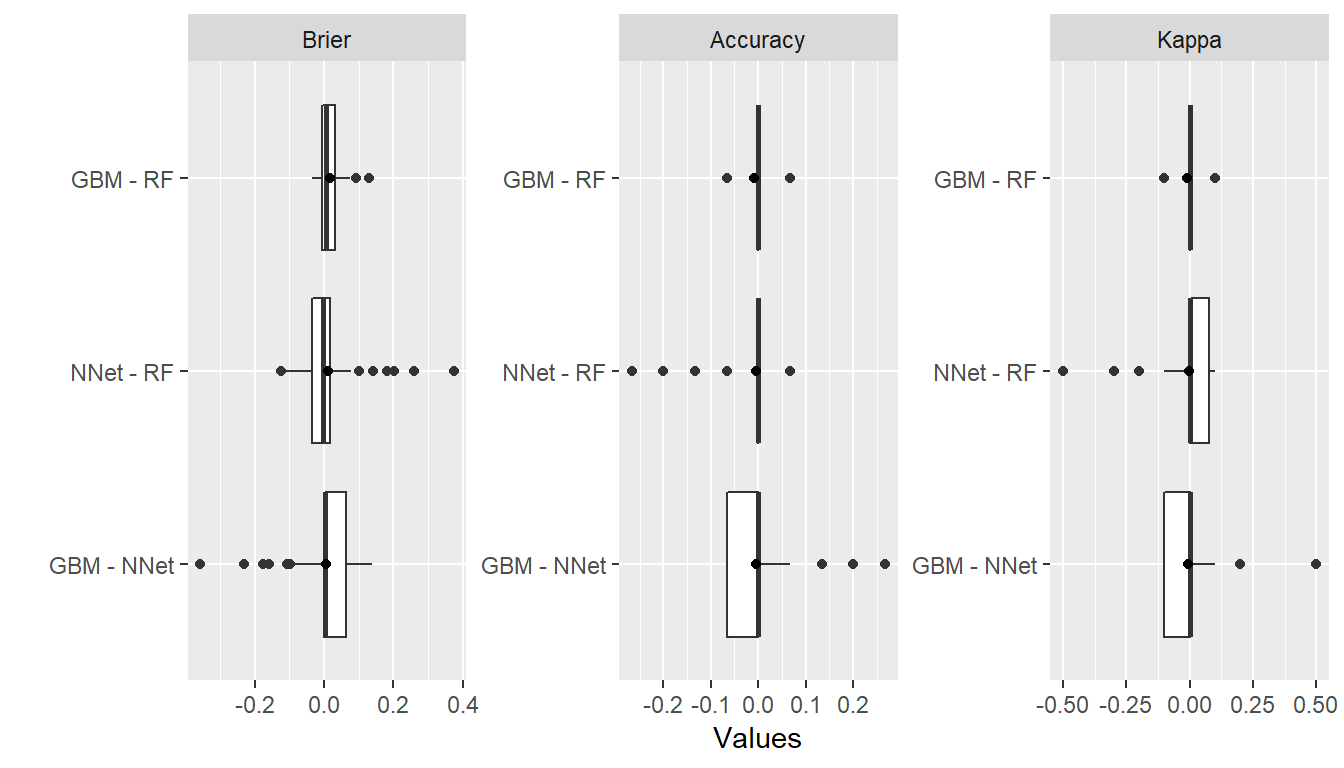 Brier Accuracy Kappa
GBM - RF GBM - RF GBM - RF
NNet - RF NNet - RF NNet - RF
GBM - NNet GBM - NNet GBM - NNet
-0.2 0.0 0.2 0.4 -0.2 -0.1 0.0 0.1 0.2 -0.50 -0.25 0.00 0.25 0.50
Values